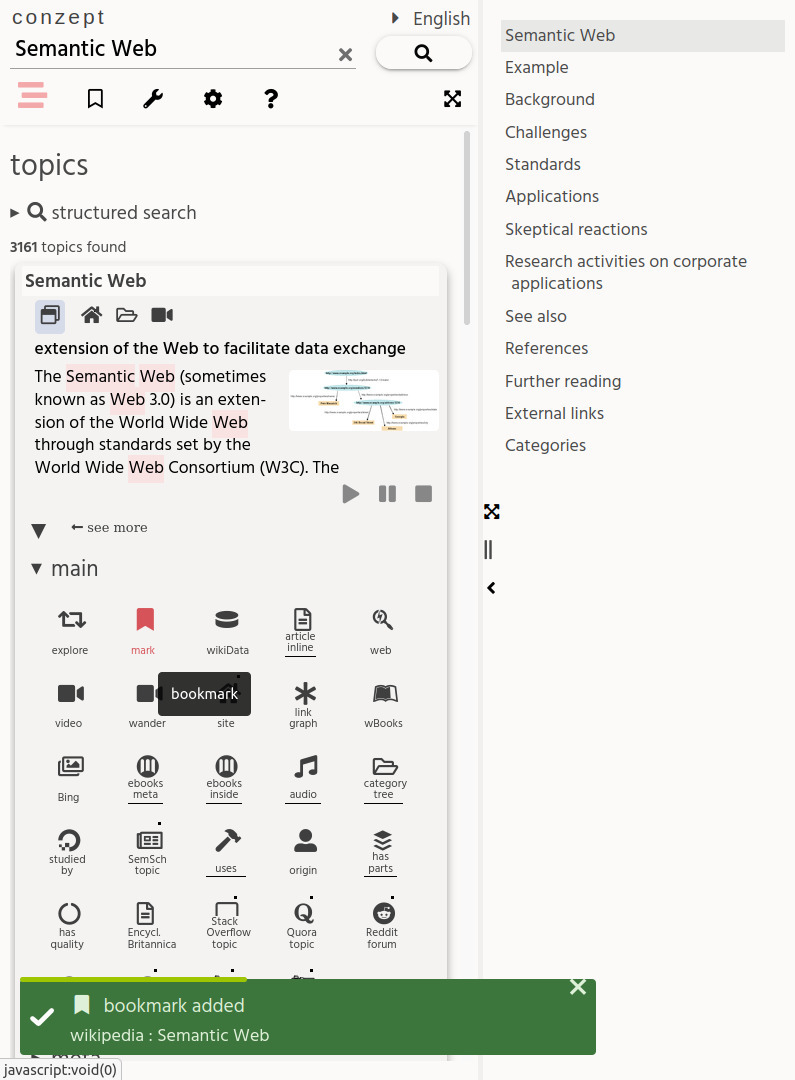 conzept
English
Semantic Web
topics
structured search
3161 topics found
Semantic Web
extension of the Web to facilitate data exchange
The Semantic Web (sometimes
known as Web 3.0) is an exten-
sion of the World Wide Web
through standards set by the
World Wide Web Consortium (W3C). The
← see more
main
explore
mark
wikiData
article
inline
web
video
wander
bookmark
site
link
graph
wBooks
Bing
ebooks
meta
ebooks
inside
audio
category
tree
studied
by
SemSch
topic
uses
origin
has
parts
has
quality
Encycl.
Britannica
Stack
Overflow
topic
Quora
topic
Reddit
forum
bookmark added
wikipedia : Semantic Web
meta
javascript:void(0)
Semantic Web
Example
Background
Challenges
Standards
Applications
Skeptical reactions
Research activities on corporate
applications
See also
References
Further reading
External links
Categories